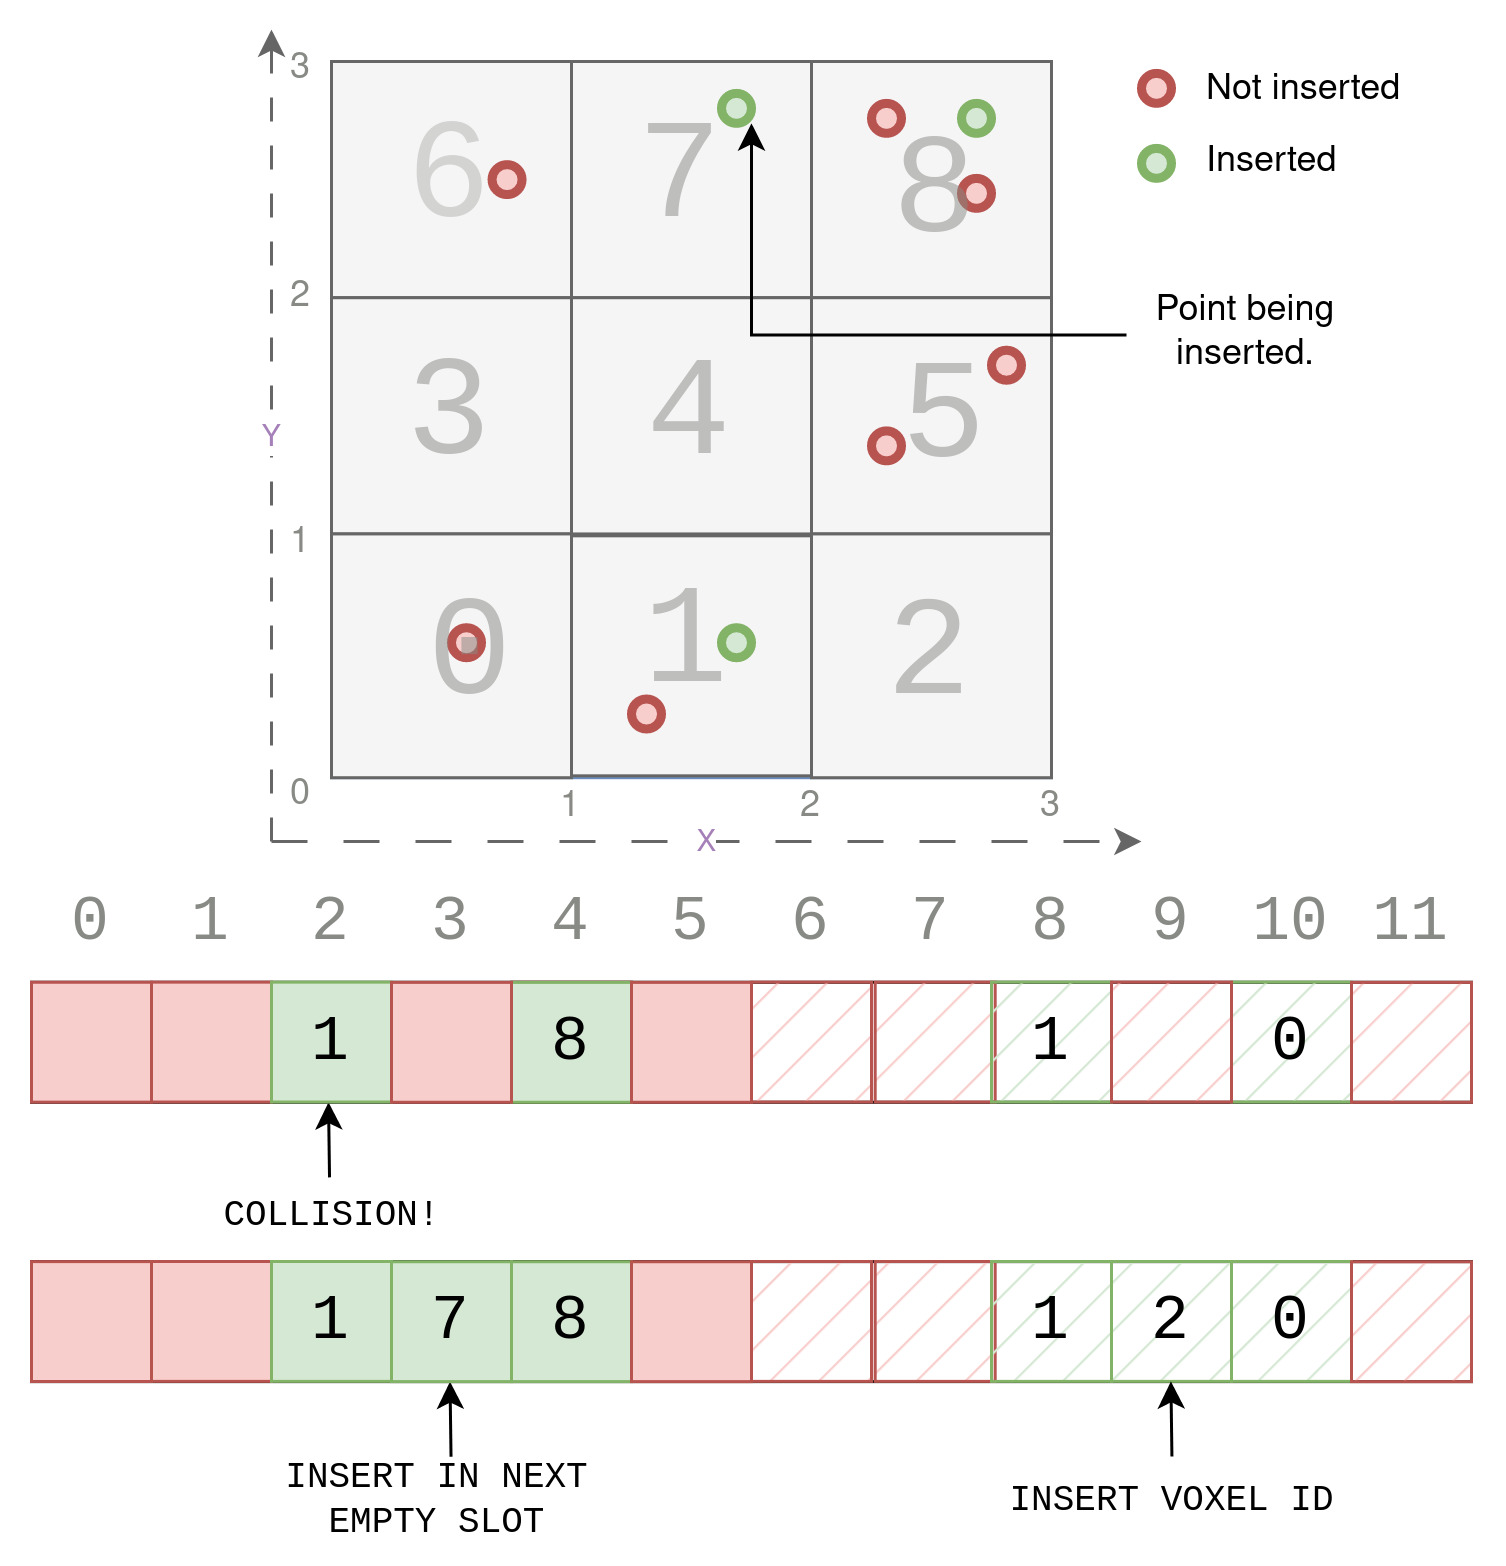 3
6
7
8
Not inserted
Inserted
2
Point being
inserted.
3
4
5
Y
1
0
1
2
0
1
2
3
X
0 1 2 3 4 5 6 7 8 9 10 11
1 8 1 0
COLLISION!
1 7 8 1 2 0
INSERT IN NEXT
EMPTY SLOT
INSERT VOXEL ID